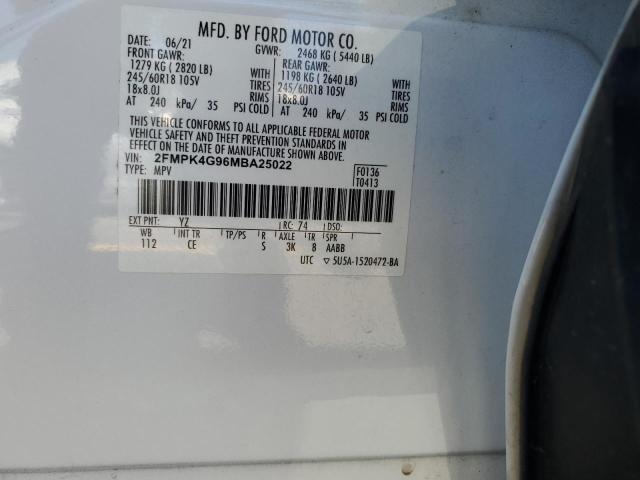 MFD. BY FORD MOTOR CO.
DATE: 06/21 GVWR: 2468 KG (5440 LB)
FRONT GAWR: REAR GAWR:
1279 KG (2820 LB) WITH 1198 KG (2640 LB) WITH
245/60R18 105V TIRES 245/60R18 105V TIRES
18x8.0J RIMS 18x8.0J RIMS
AT 240 kPa/ 35 PSI COLD AT 240 kPa/ 35 PSI COLD
THIS VEHICLE CONFORMS TO ALL APPLICABLE FEDERAL MOTOR
VEHICLE SAFETY AND THEFT PREVENTION STANDARDS IN
EFFECT ON THE DATE OF MANUFACTURE SHOWN ABOVE.
VIN: 2FMPK4G96MBA25022
TYPE: MPV
F0136
T0413
EXT PNT: YZ RC: 74 DSO:
WB INT TR TP/PS R AXLE TR SPR
112 CE S 3K 8 AABB
UTC ▽ 5U5A-1520472-BA